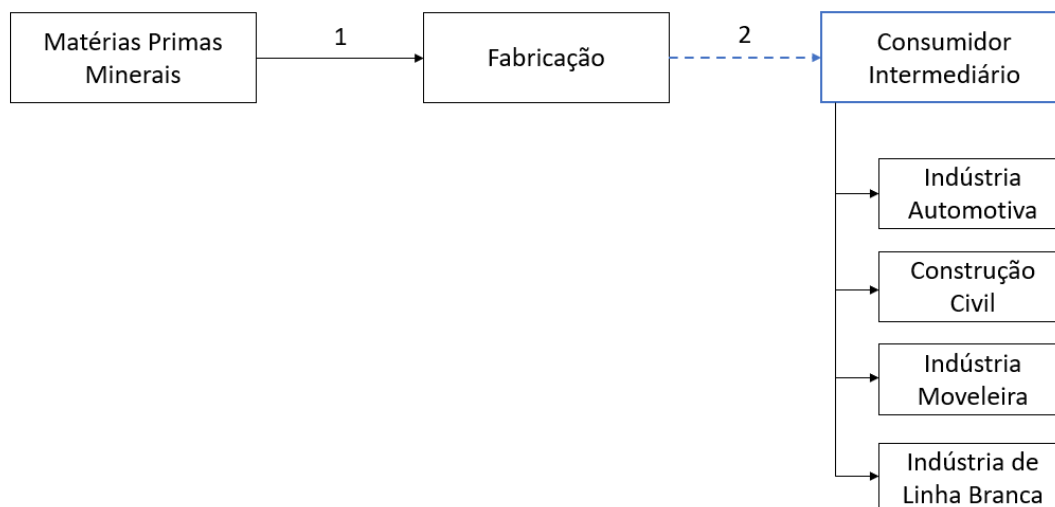 Matérias Primas
Minerais
1
Fabricação
2
Consumidor
Intermediário
Indústria
Automotiva
Construção
Civil
Indústria
Moveleira
Indústria de
Linha Branca